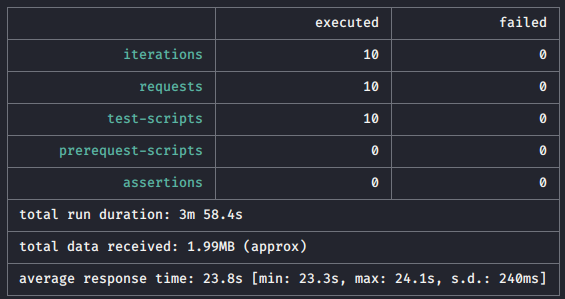 executed failed
iterations 10 0
requests 10 0
test-scripts 10 0
prerequest-scripts 0 0
assertions 0 0
total run duration: 3m 58.4s
total data received: 1.99MB (approx)
average response time: 23.8s [min: 23.3s, max: 24.1s, s.d.: 240ms]